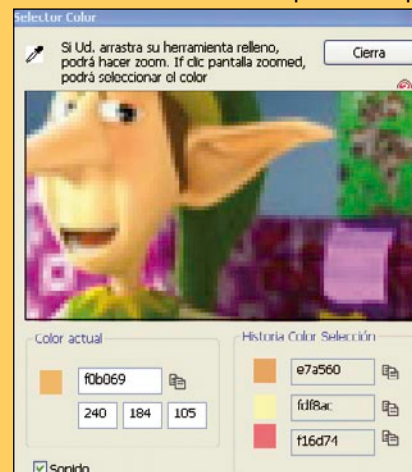 Selector Color
Si Ud. arrastra su herramienta relleno,
podrá hacer zoom. If clic pantalla zoomed,
podrá seleccionar el color
Cierra
Color actual
f0b069
240 184 105
Historia Color Selección
e7a560
fdf8ac
f16d74
Sonido